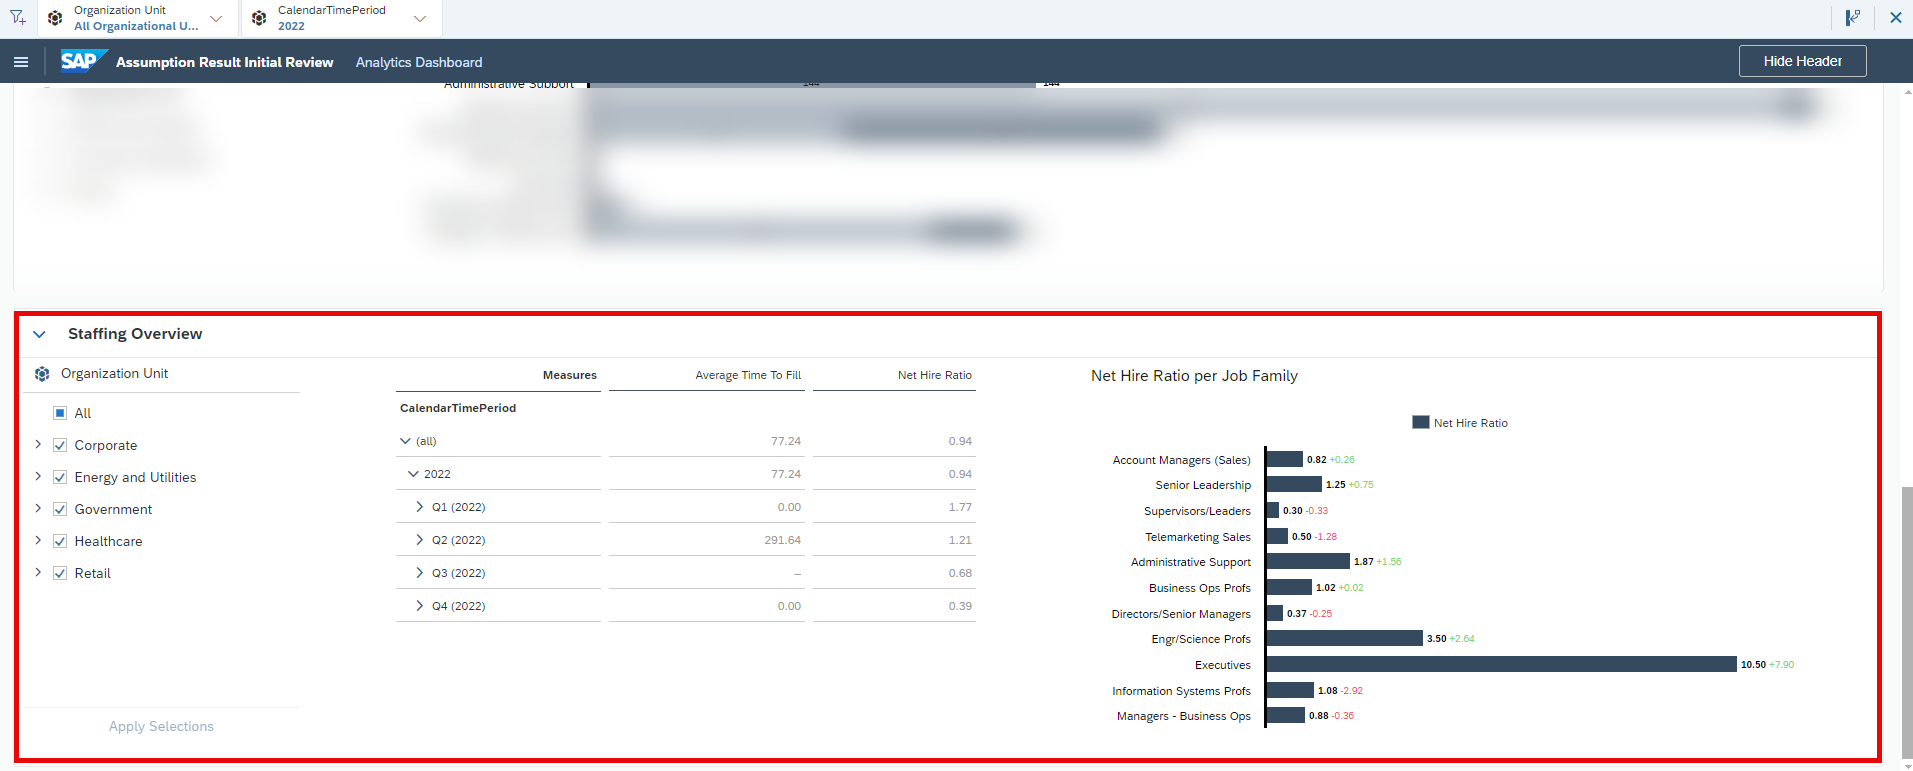 Organization Unit
All Organizational U...
CalendarTimePeriod
2022
SAP
Assumption Result Initial Review
Analytics Dashboard
Hide Header
Administrative Support 144 144
Staffing Overview
Organization Unit
All
Corporate
Energy and Utilities
Government
Healthcare
Retail
Apply Selections
Measures Average Time To Fill Net Hire Ratio
CalendarTimePeriod
(all) 77.24 0.94
2022 77.24 0.94
Q1 (2022) 0.00 1.77
Q2 (2022) 291.64 1.21
Q3 (2022) – 0.68
Q4 (2022) 0.00 0.39
Net Hire Ratio per Job Family
Net Hire Ratio
Account Managers (Sales) 0.82 +0.26
Senior Leadership 1.25 +0.75
Supervisors/Leaders 0.30 -0.33
Telemarketing Sales 0.50 -1.28
Administrative Support 1.87 +1.56
Business Ops Profs 1.02 +0.02
Directors/Senior Managers 0.37 -0.25
Engr/Science Profs 3.50 +2.64
Executives 10.50 +7.90
Information Systems Profs 1.08 -2.92
Managers - Business Ops 0.88 -0.36